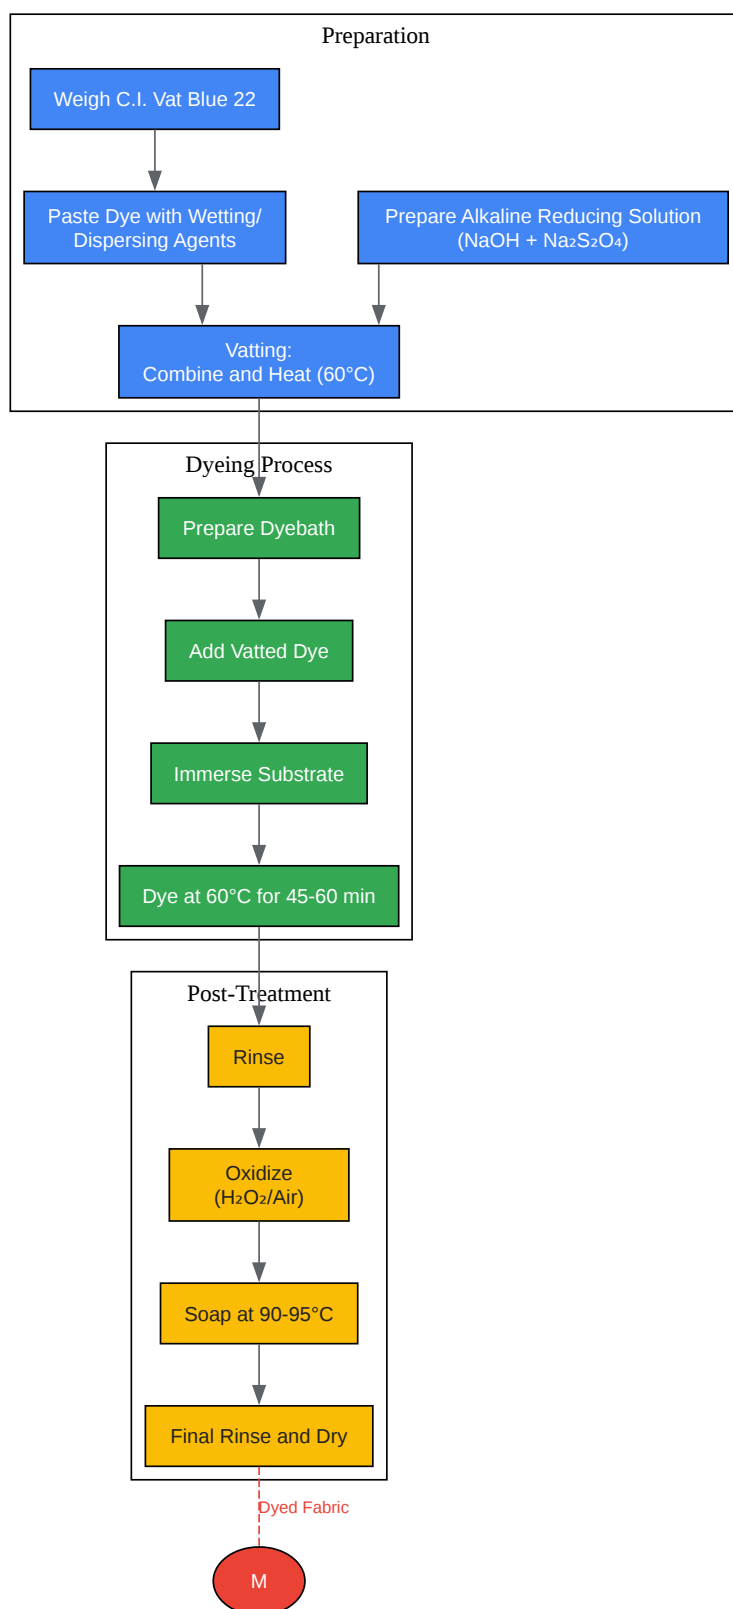 Preparation
Weigh C.I. Vat Blue 22
Paste Dye with Wetting/
Dispersing Agents
Prepare Alkaline Reducing Solution
(NaOH + Na₂S₂O₄)
Vatting:
Combine and Heat (60°C)
Dyeing Process
Prepare Dyebath
Add Vatted Dye
Immerse Substrate
Dye at 60°C for 45-60 min
Post-Treatment
Rinse
Oxidize
(H₂O₂/Air)
Soap at 90-95°C
Final Rinse and Dry
Dyed Fabric
M